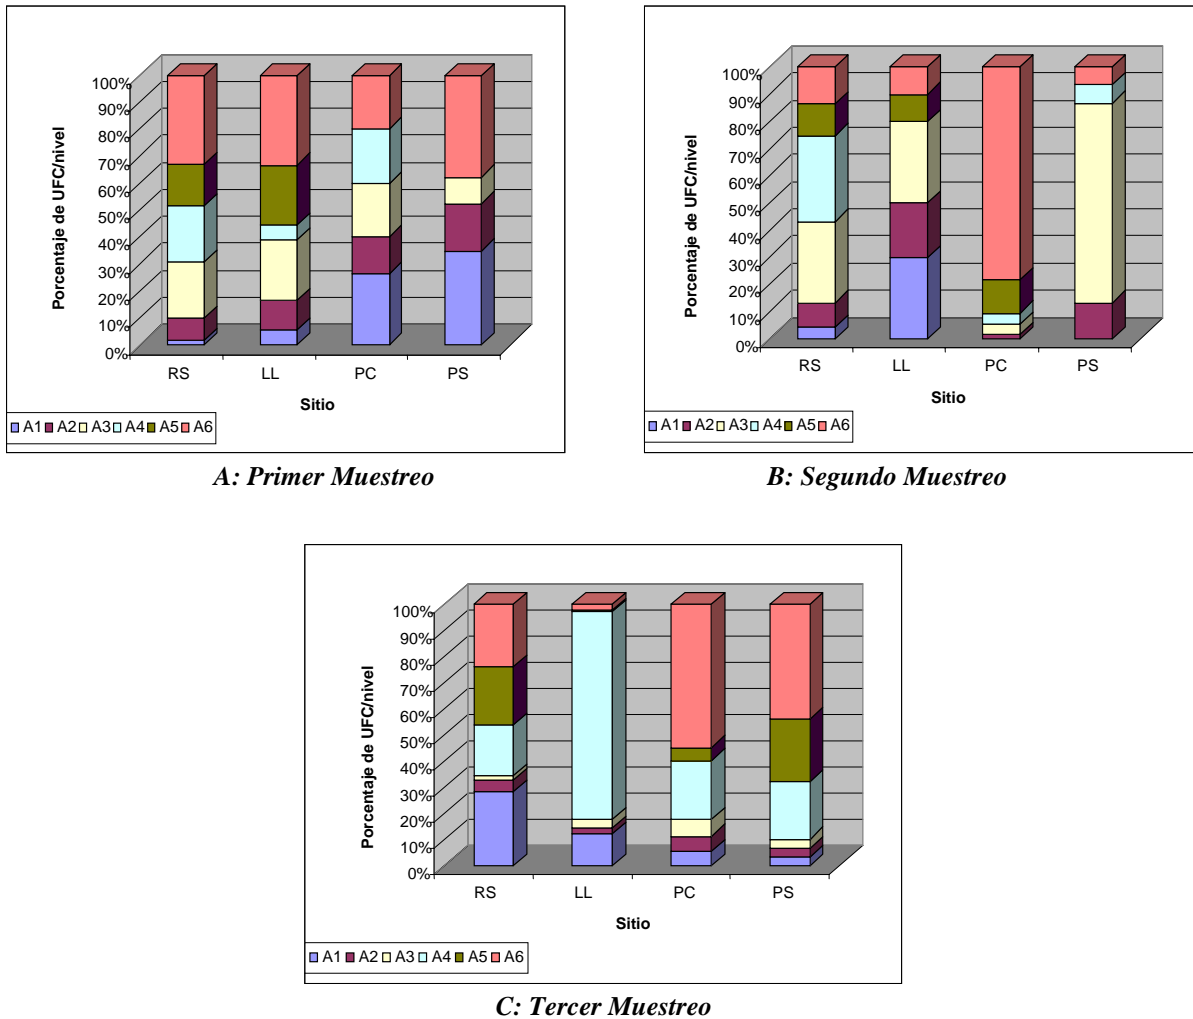 Porcentaje de UFC/nivel
100%
90%
80%
70%
60%
50%
40%
30%
20%
10%
0%
RS LL PC PS
Sitio
A1 A2 A3 A4 A5 A6
A: Primer Muestreo
Porcentaje de UFC/nivel
100%
90%
80%
70%
60%
50%
40%
30%
20%
10%
0%
RS LL PC PS
Sitio
A1 A2 A3 A4 A5 A6
B: Segundo Muestreo
Porcentaje de UFC/nivel
100%
90%
80%
70%
60%
50%
40%
30%
20%
10%
0%
RS LL PC PS
Sitio
A1 A2 A3 A4 A5 A6
C: Tercer Muestreo